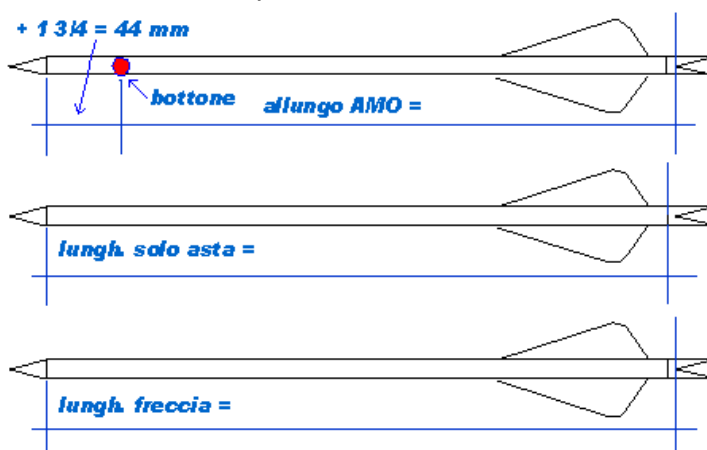 + 1 3/4 = 44 mm
bottone
allungo AMO =
lungh. solo asta =
lungh. freccia =